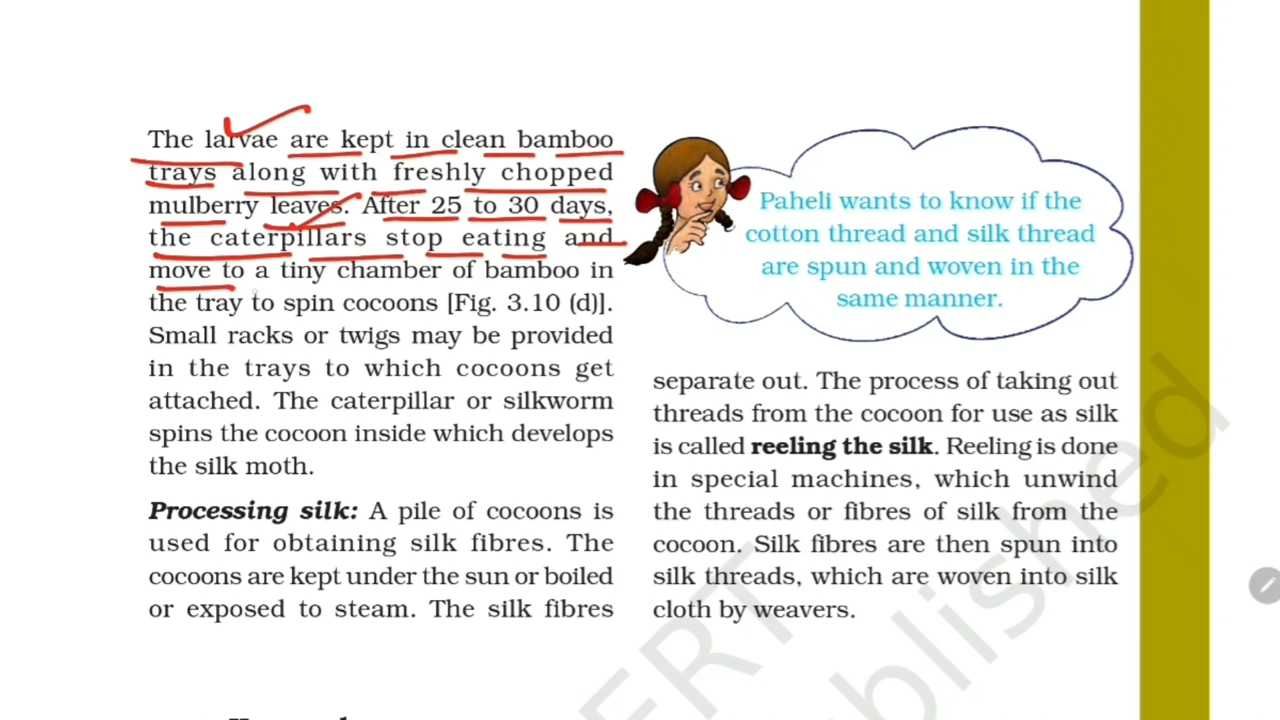 The larvae are kept in clean bamboo
trays along with freshly chopped
mulberry leaves. After 25 to 30 days,
the caterpillars stop eating and
move to a tiny chamber of bamboo in
the tray to spin cocoons [Fig. 3.10 (d)].
Small racks or twigs may be provided
in the trays to which cocoons get
attached. The caterpillar or silkworm
spins the cocoon inside which develops
the silk moth.
Processing silk: A pile of cocoons is
used for obtaining silk fibres. The
cocoons are kept under the sun or boiled
or exposed to steam. The silk fibres
Paheli wants to know if the
cotton thread and silk thread
are spun and woven in the
same manner.
separate out. The process of taking out
threads from the cocoon for use as silk
is called reeling the silk. Reeling is done
in special machines, which unwind
the threads or fibres of silk from the
cocoon. Silk fibres are then spun into
silk threads, which are woven into silk
cloth by weavers.